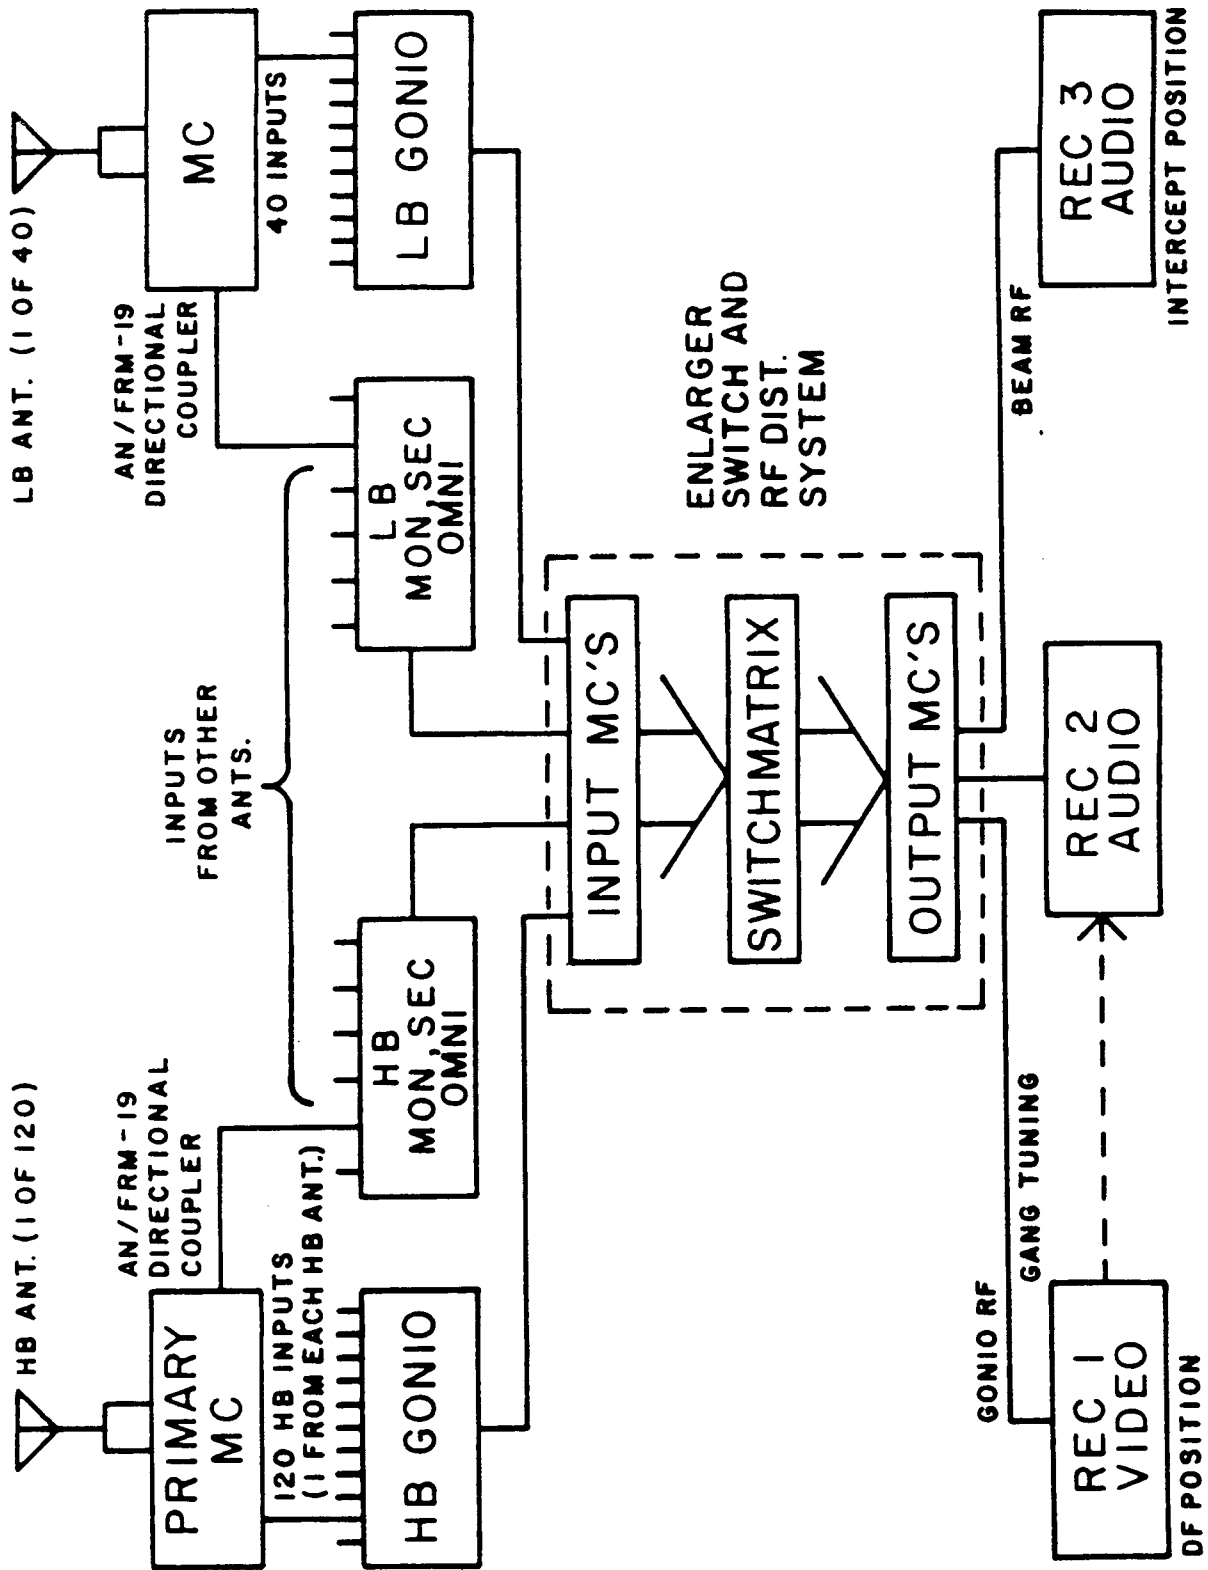 HB ANT. (1 OF 120)
LB ANT. (1 OF 40)
AN/FRM-19
DIRECTIONAL
COUPLER
AN/FRM-19
DIRECTIONAL
COUPLER
PRIMARY
MC
MC
120 HB INPUTS
(1 FROM EACH HB ANT.)
INPUTS
FROM OTHER
ANTS.
40 INPUTS
HB GONIO
HB
MON, SEC
OMNI
LB
MON, SEC
OMNI
LB GONIO
INPUT MC'S
SWITCHMATRIX
OUTPUT MC'S
ENLARGER
SWITCH AND
RF DIST.
SYSTEM
GONIO RF
GANG TUNING
BEAM RF
REC 1
VIDEO
REC 2
AUDIO
REC 3
AUDIO
DF POSITION
INTERCEPT POSITION